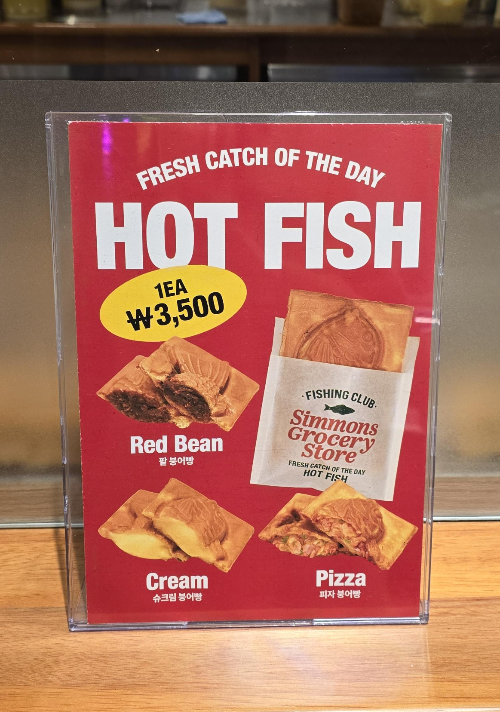 FRESH CATCH OF THE DAY
HOT FISH
1EA
₩3,500
Red Bean
팥 붕어빵
·FISHING CLUB·
Simmons
Grocery
Store
FRESH CATCH OF THE DAY
HOT FISH
Cream
슈크림 붕어빵
Pizza
피자 붕어빵